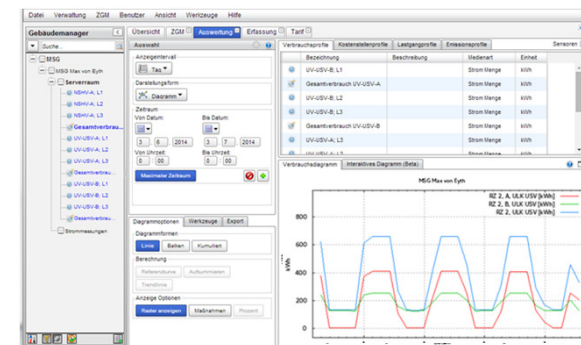 Datei Verwaltung ZGM Benutzer Ansicht Werkzeuge Hilfe
Gebäudemanager
Übersicht ZGM Auswertung Erfassung Tarif
Suche..
MSG
MSG Max von Eyth
Serverraum
NSHV-A; L1
NSHV-A; L2
NSHV-A; L3
Gesamtverbrau...
UV-USV-A; L1
UV-USV-A; L2
UV-USV-A; L3
Gesamtverbrau...
UV-USV-B; L1
UV-USV-B; L2
UV-USV-B; L3
Gesamtverbrau...
Strommessungen
Auswahl
Anzeigeintervall
Tag
Darstellungsform
Diagramm
Zeitraum
Von Datum: Bis Datum:
3 6 2014 3 7 2014
Von Uhrzeit: Bis Uhrzeit:
0 : 00 0 : 00
Maximaler Zeitraum
Diagrammoptionen Werkzeuge Export
Diagrammformen
Linie Balken Kumuliert
Berechnung
Referenzkurve Aufsummieren
Trendlinie
Anzeige Optionen
Raster anzeigen Maßnahmen Prozent
Verbrauchsprofile Kostenstellenprofile Lastgangprofile Emissionsprofile Sensoren
Bezeichnung Beschreibung Medienart Einheit
UV-USV-B; L1 Strom Menge kWh
Gesamtverbrauch UV-USV-A Strom Menge kWh
UV-USV-B; L2 Strom Menge kWh
Gesamtverbrauch UV-USV-B Strom Menge kWh
UV-USV-B; L3 Strom Menge kWh
UV-USV-A; L1 Strom Menge kWh
Verbrauchsdiagramm Interaktives Diagramm (Beta)
MSG Max von Eyth
RZ 2, A, ULK USV [kWh]
RZ 2, B, ULK USV [kWh]
RZ 2, ULK USV [kWh]
kWh
800
600
400
200
0